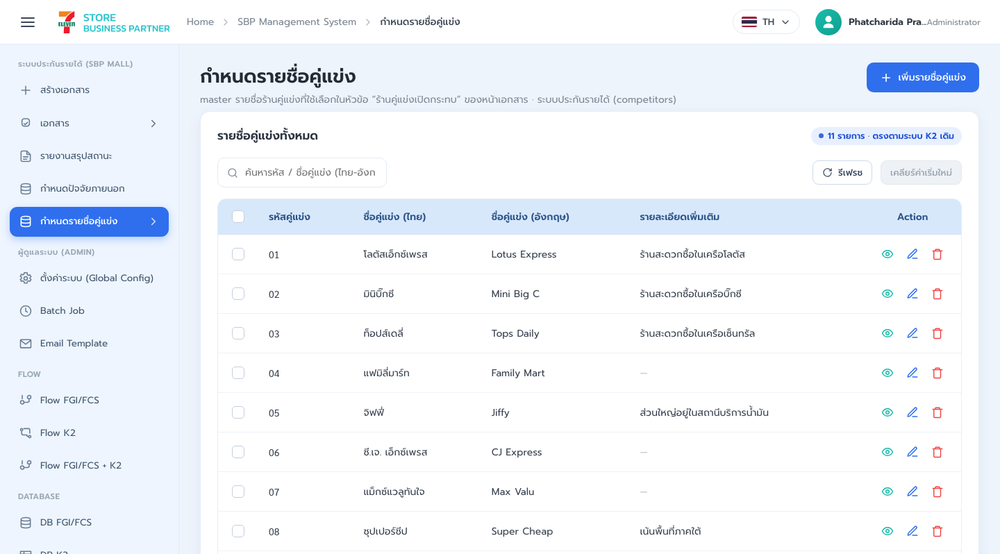 STORE
BUSINESS PARTNER
ELEVEN
Home > SBP Management System > กำหนดรายชื่อคู่แข่ง
TH
Phatcharida Pra... Administrator
ระบบประกันรายได้ (SBP MALL)
สร้างเอกสาร
เอกสาร
รายงานสรุปสถานะ
กำหนดปัจจัยภายนอก
กำหนดรายชื่อคู่แข่ง
ผู้ดูแลระบบ (ADMIN)
ตั้งค่าระบบ (Global Config)
Batch Job
Email Template
FLOW
Flow FGI/FCS
Flow K2
Flow FGI/FCS + K2
DATABASE
DB FGI/FCS
DB K2
กำหนดรายชื่อคู่แข่ง
master รายชื่อร้านคู่แข่งที่ใช้เลือกในหัวข้อ "ร้านคู่แข่งเปิดกระทบ" ของหน้าเอกสาร · ระบบประกันรายได้ (competitors)
เพิ่มรายชื่อคู่แข่ง
รายชื่อคู่แข่งทั้งหมด
11 รายการ · ตรงตามระบบ K2 เดิม
ค้นหารหัส / ชื่อคู่แข่ง (ไทย-อังก
รีเฟรช
เคลียร์ค่าเริ่มใหม่
รหัสคู่แข่ง ชื่อคู่แข่ง (ไทย) ชื่อคู่แข่ง (อังกฤษ) รายละเอียดเพิ่มเติม Action
01 โลตัสเอ็กซ์เพรส Lotus Express ร้านสะดวกซื้อในเครือโลตัส
02 มินิบิ๊กซี Mini Big C ร้านสะดวกซื้อในเครือบิ๊กซี
03 ท็อปส์เดลี่ Tops Daily ร้านสะดวกซื้อในเครือเซ็นทรัล
04 แฟมิลี่มาร์ท Family Mart —
05 จิฟฟี่ Jiffy ส่วนใหญ่อยู่ในสถานีบริการน้ำมัน
06 ซี.เจ. เอ็กซ์เพรส CJ Express —
07 แม็กซ์แวลูทันใจ Max Valu —
08 ซุปเปอร์ชีป Super Cheap เน้นพื้นที่ภาคใต้